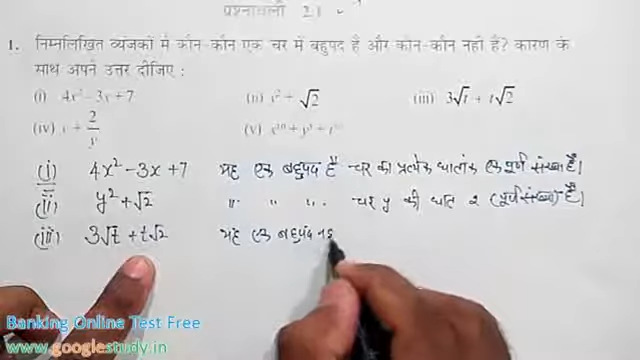 प्रश्नावली 2.1
1. निम्नलिखित व्यंजकों में कौन-कौन एक चर में बहुपद है और कौन-कौन नहीं है? कारण के
साथ अपने उत्तर दीजिए :
(i) 4x² – 3x + 7 (ii) y² + √2 (iii) 3√t + t√2
(iv) y + 2/y (v) x¹⁰ + y³ + t⁵⁰
(i) 4x² – 3x + 7 यह एक बहुपद है चर का प्रत्येक घातांक एक पूर्ण संख्या है।
(ii) y² + √2 " " " . चर y की घात 2 (पूर्ण संख्या) है।
(iii) 3√t + t√2 यह एक बहुपद
Banking Online Test Free
www.googlestudy.in